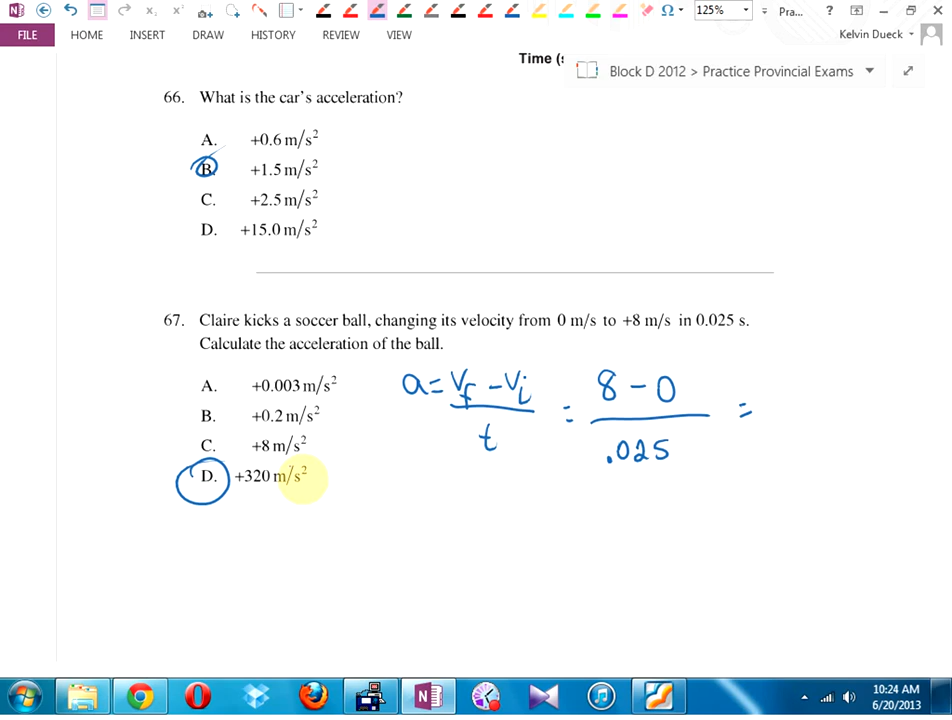 125%
Pra...
?
FILE
HOME
INSERT
DRAW
HISTORY
REVIEW
VIEW
Kelvin Dueck
Time (s
Block D 2012 > Practice Provincial Exams
66. What is the car's acceleration?
A. +0.6 m/s²
B. +1.5 m/s²
C. +2.5 m/s²
D. +15.0 m/s²
67. Claire kicks a soccer ball, changing its velocity from 0 m/s to +8 m/s in 0.025 s.
Calculate the acceleration of the ball.
A. +0.003 m/s²
B. +0.2 m/s²
C. +8 m/s²
D. +320 m/s²
a = vf - vi
t
=
8 - 0
.025
=
10:24 AM
6/20/2013